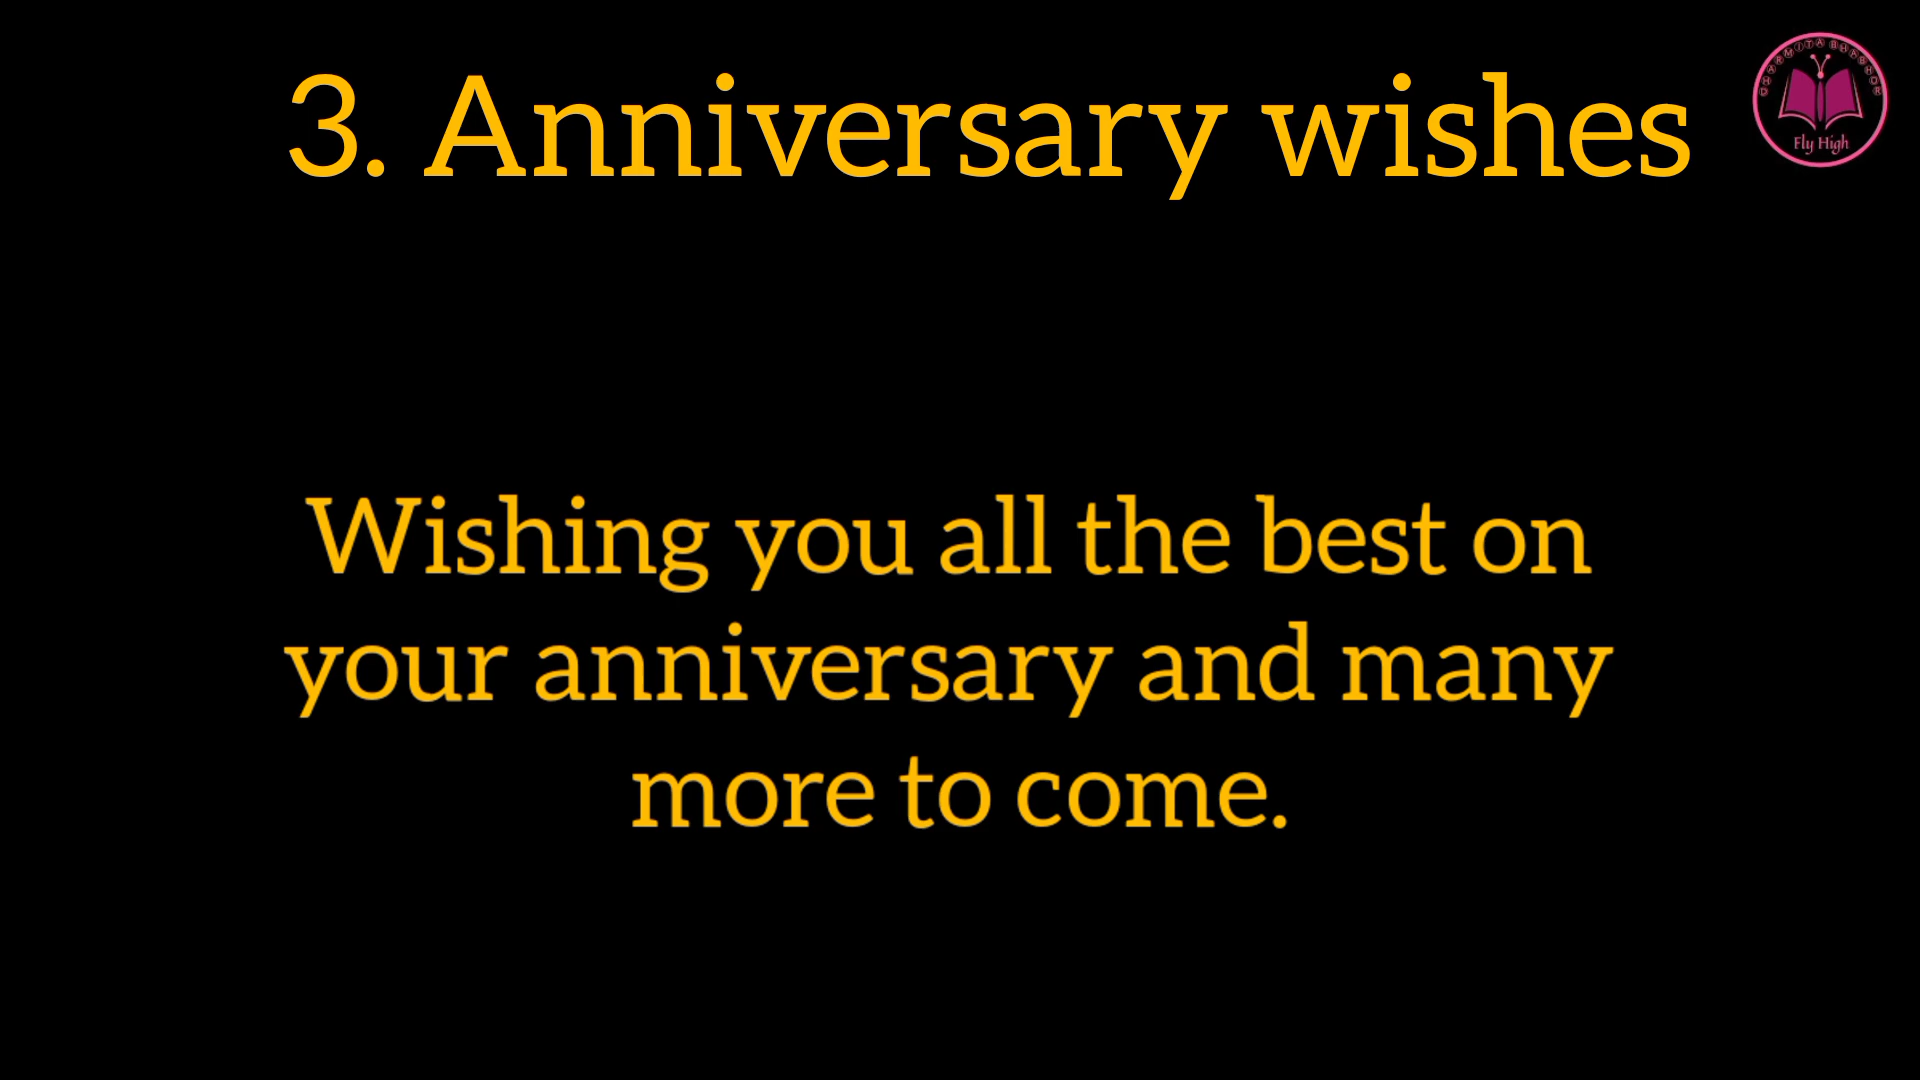 3. Anniversary wishes
Fly High
Wishing you all the best on
your anniversary and many
more to come.